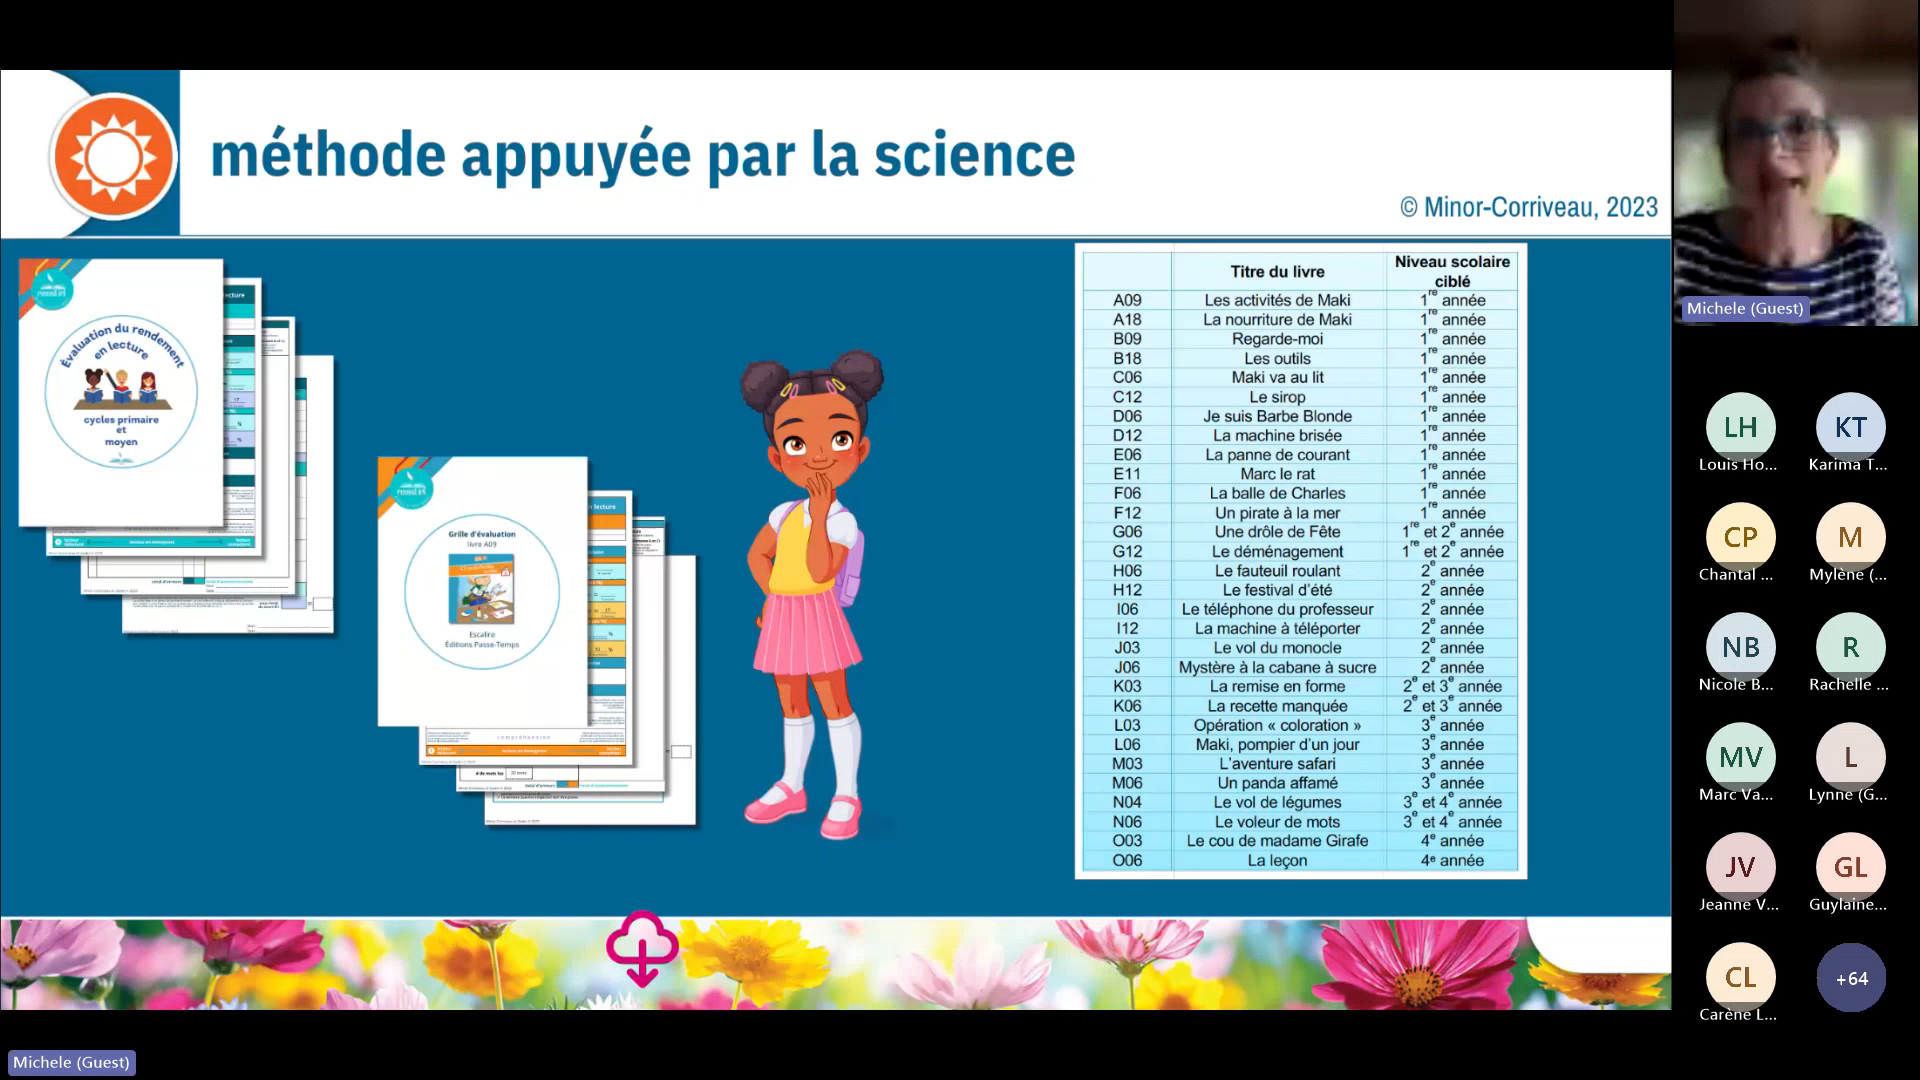 méthode appuyée par la science
© Minor-Corriveau, 2023
Évaluation du rendement
en lecture
cycles primaire
et
moyen
Grille d'évaluation
livre A09
Escalire
Éditions Passe-Temps
compréhension
# de mots lus
Titre du livre Niveau scolaire ciblé
A09 Les activités de Maki 1re année
A18 La nourriture de Maki 1re année
B09 Regarde-moi 1re année
B18 Les outils 1re année
C06 Maki va au lit 1re année
C12 Le sirop 1re année
D06 Je suis Barbe Blonde 1re année
D12 La machine brisée 1re année
E06 La panne de courant 1re année
E11 Marc le rat 1re année
F06 La balle de Charles 1re année
F12 Un pirate à la mer 1re année
G06 Une drôle de Fête 1re et 2e année
G12 Le déménagement 1re et 2e année
H06 Le fauteuil roulant 2e année
H12 Le festival d'été 2e année
I06 Le téléphone du professeur 2e année
I12 La machine à téléporter 2e année
J03 Le vol du monocle 2e année
J06 Mystère à la cabane à sucre 2e année
K03 La remise en forme 2e et 3e année
K06 La recette manquée 2e et 3e année
L03 Opération « coloration » 3e année
L06 Maki, pompier d'un jour 3e année
M03 L'aventure safari 3e année
M06 Un panda affamé 3e année
N04 Le vol de légumes 3e et 4e année
N06 Le voleur de mots 3e et 4e année
O03 Le cou de madame Girafe 4e année
O06 La leçon 4e année
Michele (Guest)
LH KT
Louis Ho... Karima T...
CP M
Chantal ... Mylène (...
NB R
Nicole B... Rachelle ...
MV L
Marc Va... Lynne (G...
JV GL
Jeanne V... Guylaine...
CL +64
Carène L...
Michele (Guest)